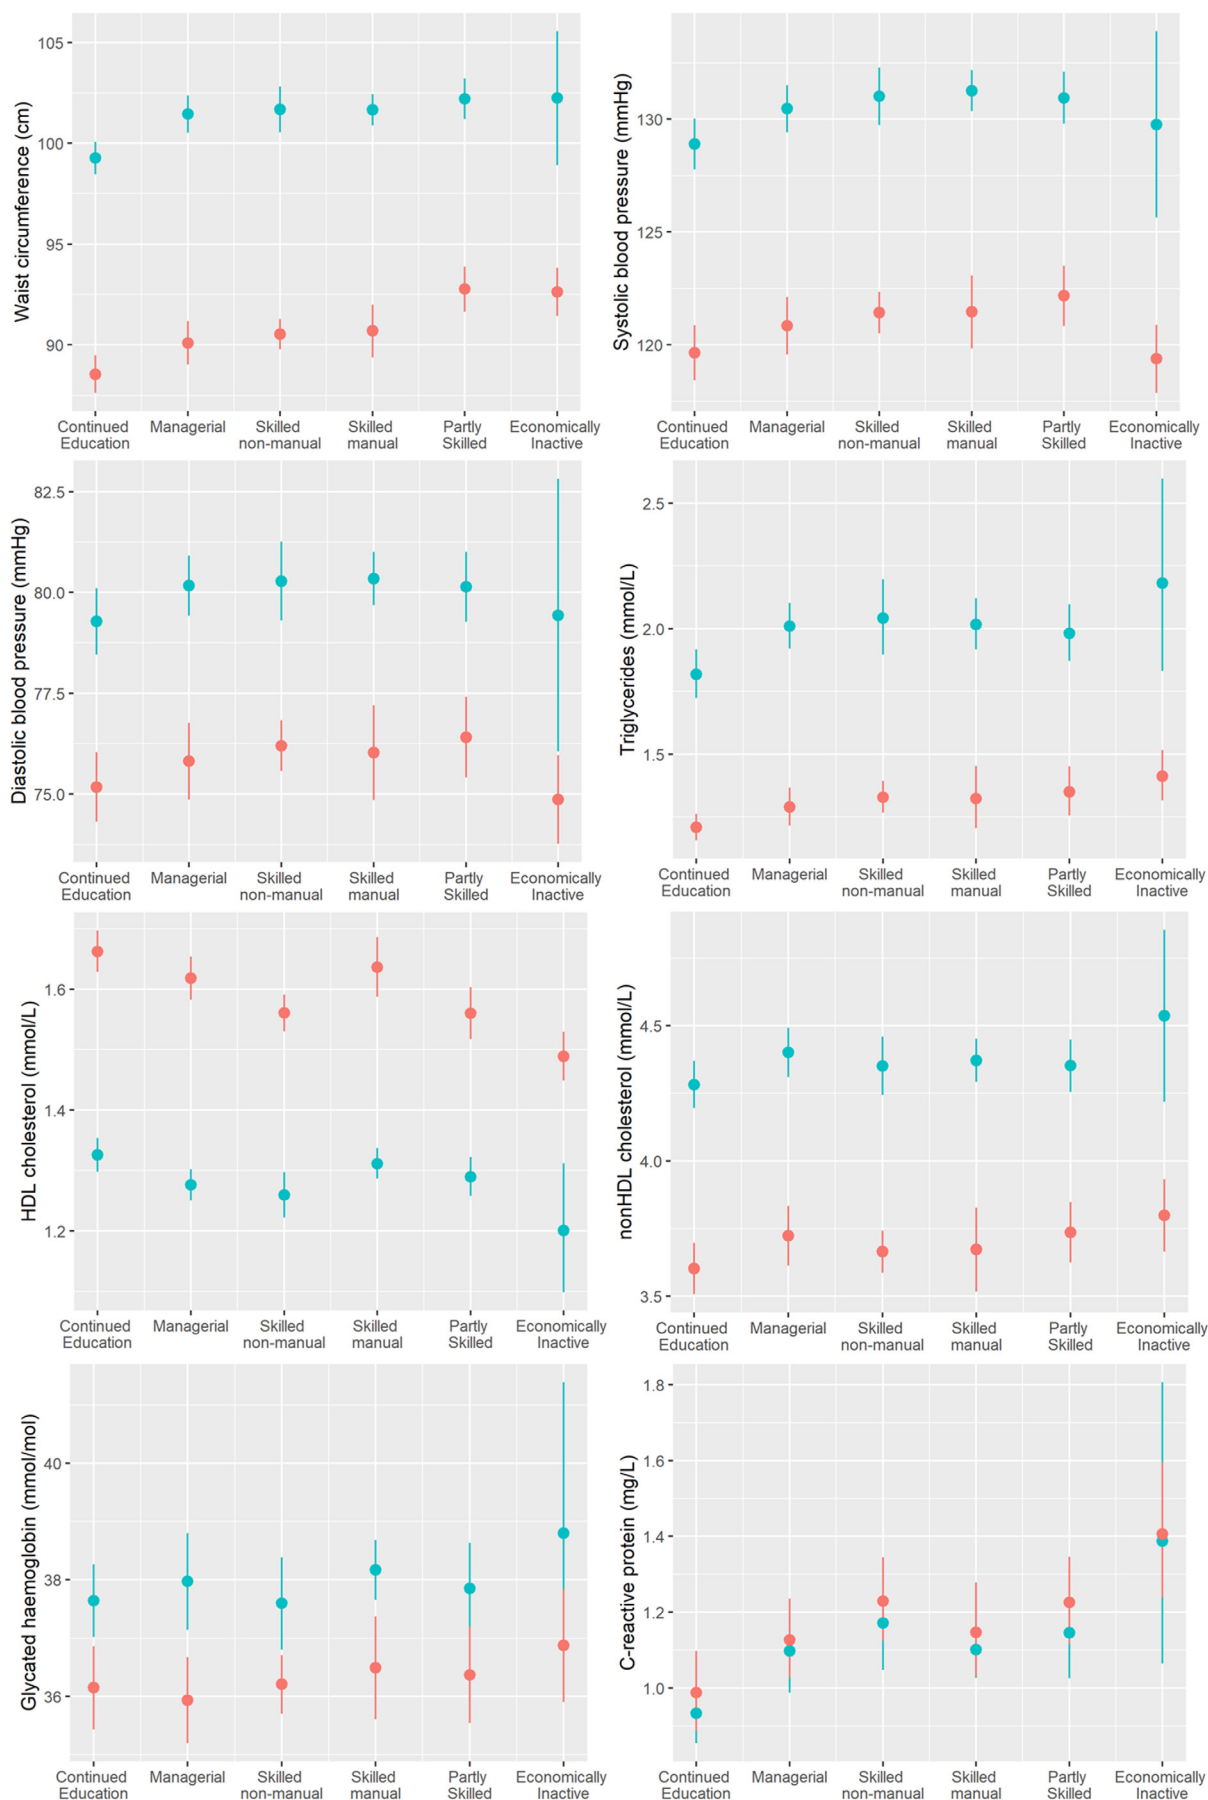 Waist circumference (cm)
105
100
95
90
Continued Managerial Skilled Skilled Partly Economically
Education non-manual manual Skilled Inactive
Systolic blood pressure (mmHg)
130
125
120
Continued Managerial Skilled Skilled Partly Economically
Education non-manual manual Skilled Inactive
Diastolic blood pressure (mmHg)
82.5
80.0
77.5
75.0
Continued Managerial Skilled Skilled Partly Economically
Education non-manual manual Skilled Inactive
Triglycerides (mmol/L)
2.5
2.0
1.5
Continued Managerial Skilled Skilled Partly Economically
Education non-manual manual Skilled Inactive
HDL cholesterol (mmol/L)
1.6
1.4
1.2
Continued Managerial Skilled Skilled Partly Economically
Education non-manual manual Skilled Inactive
nonHDL cholesterol (mmol/L)
4.5
4.0
3.5
Continued Managerial Skilled Skilled Partly Economically
Education non-manual manual Skilled Inactive
Glycated haemoglobin (mmol/mol)
40
38
36
Continued Managerial Skilled Skilled Partly Economically
Education non-manual manual Skilled Inactive
C-reactive protein (mg/L)
1.8
1.6
1.4
1.2
1.0
Continued Managerial Skilled Skilled Partly Economically
Education non-manual manual Skilled Inactive